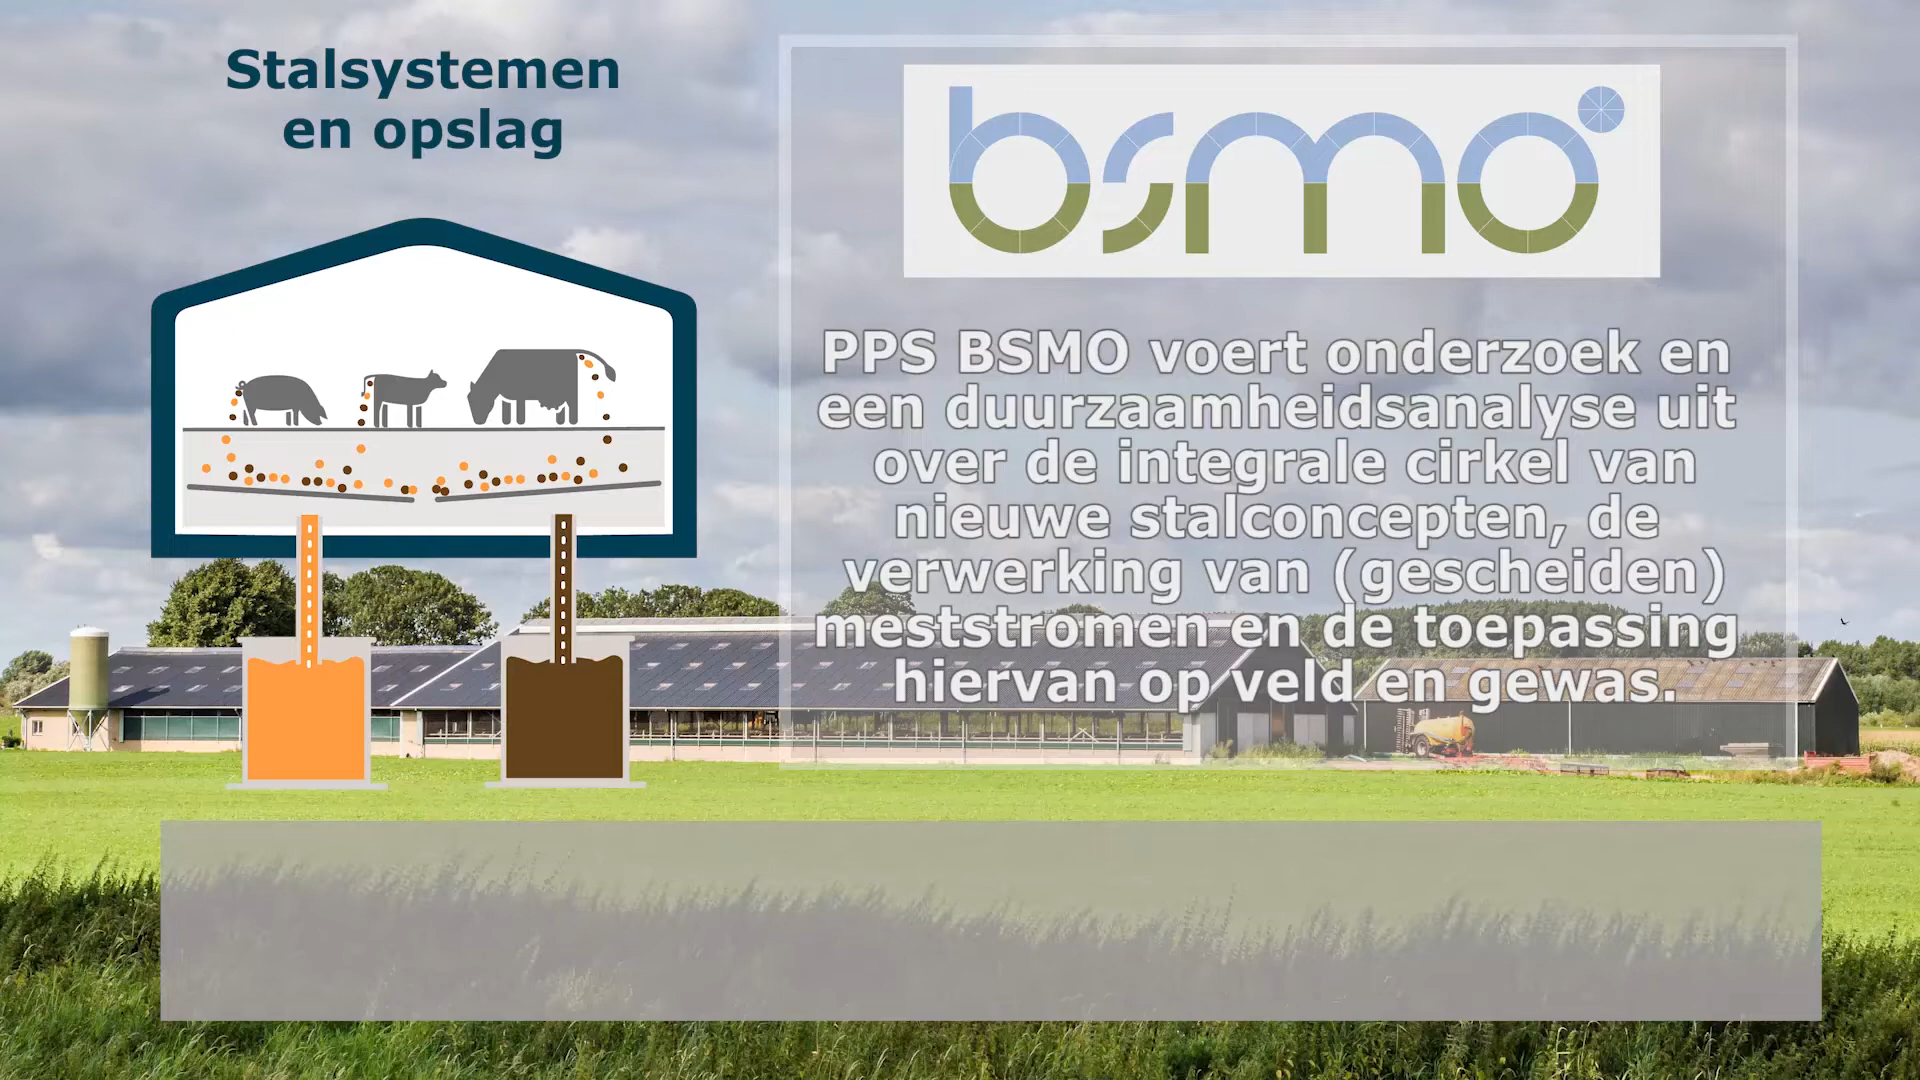 Stalsystemen
en opslag
bsmo
PPS BSMO voert onderzoek en
een duurzaamheidsanalyse uit
over de integrale cirkel van
nieuwe stalconcepten, de
verwerking van (gescheiden)
meststromen en de toepassing
hiervan op veld en gewas.